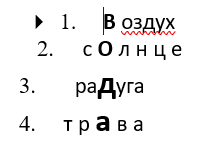 1. В оздух
2. с О л н ц е
3. раДуга
4. т р а в а